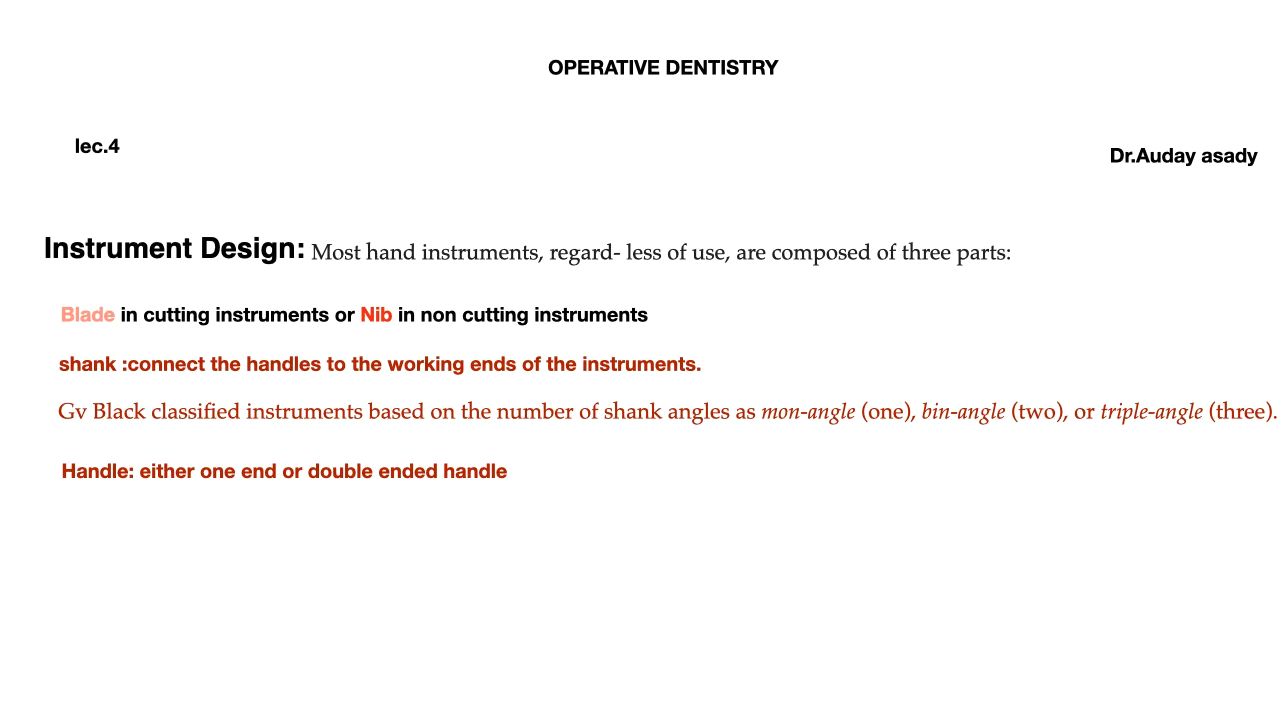 OPERATIVE DENTISTRY
lec.4
Dr.Auday asady
Instrument Design: Most hand instruments, regard- less of use, are composed of three parts:
Blade in cutting instruments or Nib in non cutting instruments
shank :connect the handles to the working ends of the instruments.
Gv Black classified instruments based on the number of shank angles as mon-angle (one), bin-angle (two), or triple-angle (three).
Handle: either one end or double ended handle